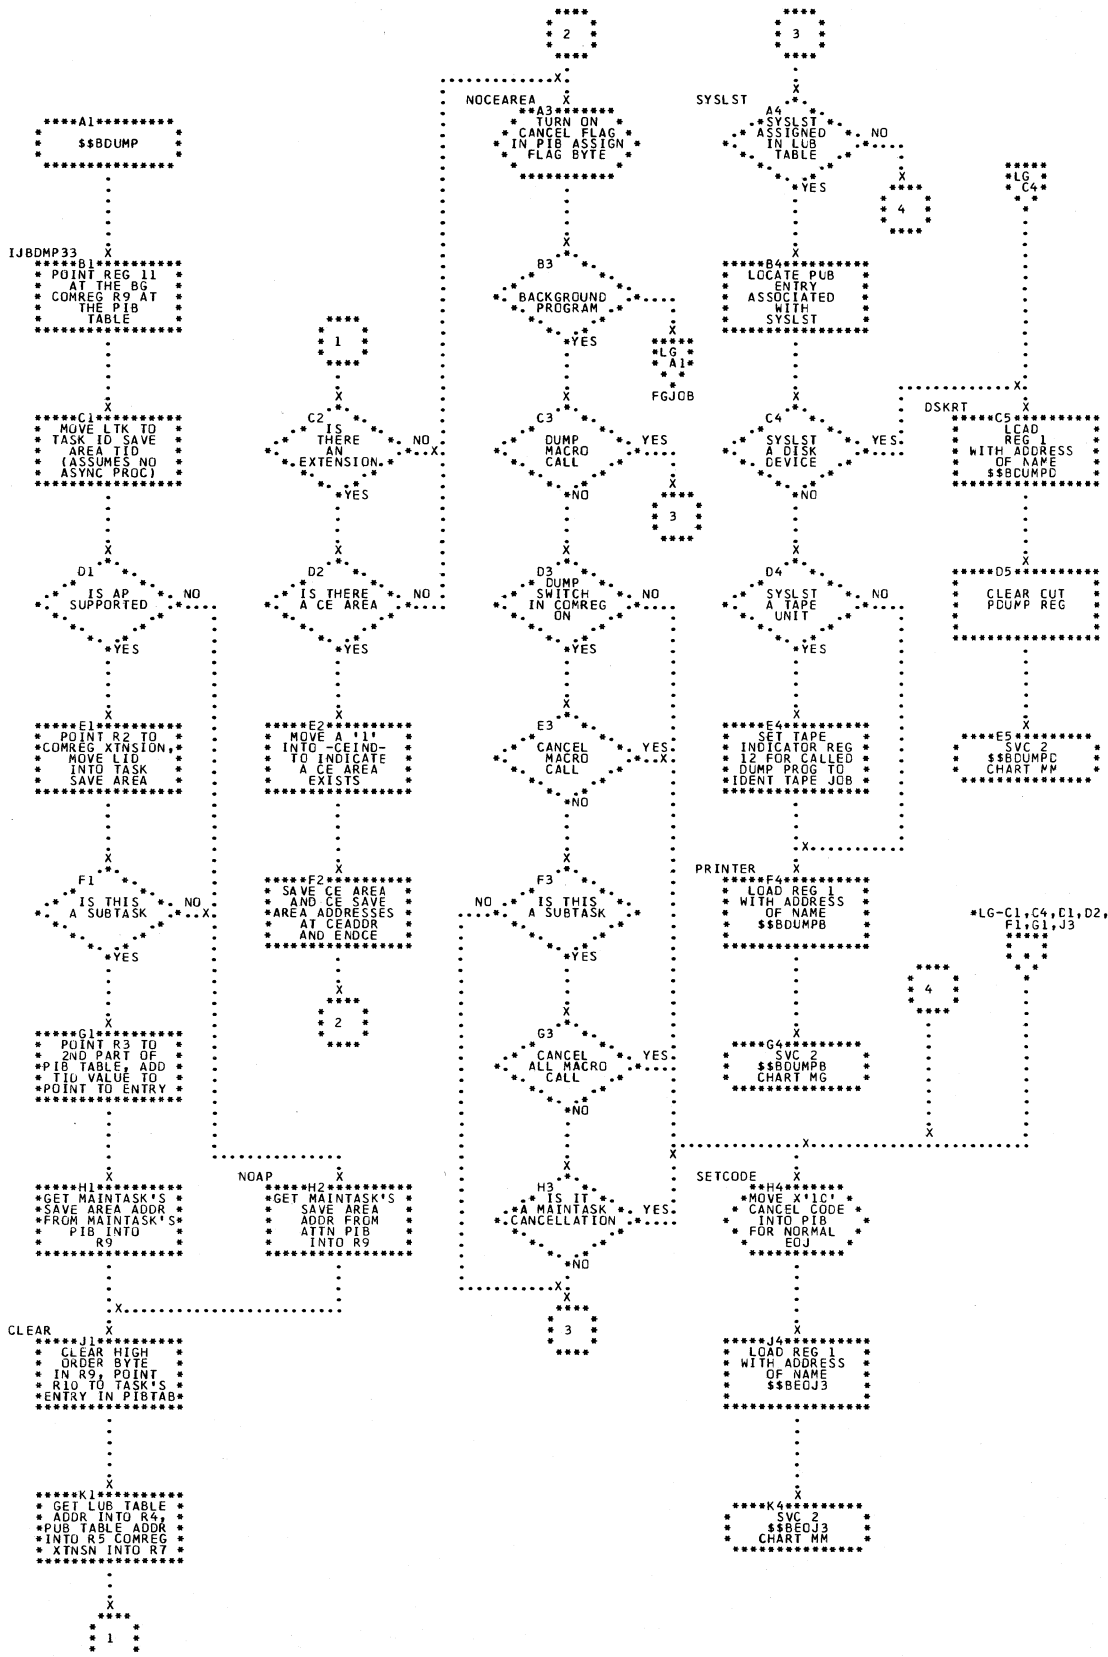 2
3
NOCEAREA
A3
TURN ON
CANCEL FLAG
IN PIB ASSIGN
FLAG BYTE
SYSLST
A4
SYSLST
ASSIGNED
IN LUB
TABLE
NO
YES
A1
$$BDUMP
LG
C4
4
IJBDMP33
B1
POINT REG 11
AT THE BG
COMREG R9 AT
THE PIB
TABLE
B3
BACKGROUND
PROGRAM
YES
B4
LOCATE PUB
ENTRY
ASSOCIATED
WITH
SYSLST
1
LG
A1
FGJOB
C1
MOVE LTK TO
TASK ID SAVE
AREA TID
(ASSUMES NO
ASYNC PROC)
C2
IS
THERE
AN
EXTENSION
NO
YES
C3
DUMP
MACRO
CALL
YES
NO
3
C4
SYSLST
A DISK
DEVICE
YES
NO
DSKRT
C5
LOAD
REG 1
WITH ADDRESS
OF NAME
$$BDUMPD
D1
IS AP
SUPPORTED
NO
YES
D2
IS THERE
A CE AREA
NO
YES
D3
DUMP
SWITCH
IN COMREG
ON
NO
YES
D4
SYSLST
A TAPE
UNIT
NO
YES
D5
CLEAR OUT
PDUMP REG
E1
POINT R2 TO
COMREG XTNSION,
MOVE LID
INTO TASK
SAVE AREA
E2
MOVE A '1'
INTO -CEIND-
TO INDICATE
A CE AREA
EXISTS
E3
CANCEL
MACRO
CALL
YES
NO
E4
SET TAPE
INDICATOR REG
12 FOR CALLED
DUMP PROG TO
IDENT TAPE JOB
E5
SVC 2
$$BDUMPD
CHART MM
F1
IS THIS
A SUBTASK
NO
YES
F2
SAVE CE AREA
AND CE SAVE
AREA ADDRESSES
AT CEADDR
AND ENDCE
F3
IS THIS
A SUBTASK
NO
YES
PRINTER
F4
LOAD REG 1
WITH ADDRESS
OF NAME
$$BDUMPB
*LG-C1,C4,D1,D2,
F1,G1,J3
4
2
G1
POINT R3 TO
2ND PART OF
PIB TABLE, ADD
TID VALUE TO
POINT TO ENTRY
G3
CANCEL
ALL MACRO
CALL
YES
NO
G4
SVC 2
$$BDUMPB
CHART MG
H1
GET MAINTASK'S
SAVE AREA ADDR
FROM MAINTASK'S
PIB INTO
R9
NOAP
H2
GET MAINTASK'S
SAVE AREA
ADDR FROM
ATTN PIB
INTO R9
H3
IS IT
A MAINTASK
CANCELLATION
YES
NO
SETCODE
H4
MOVE X'10'
CANCEL CODE
INTO PIB
FOR NORMAL
EOJ
3
CLEAR
J1
CLEAR HIGH
ORDER BYTE
IN R9, POINT
R10 TO TASK'S
ENTRY IN PIBTAB
J4
LOAD REG 1
WITH ADDRESS
OF NAME
$$BEOJ3
K1
GET LUB TABLE
ADDR INTO R4,
PUB TABLE ADDR
INTO R5 COMREG
XTNSN INTO R7
K4
SVC 2
$$BEOJ3
CHART MM
1